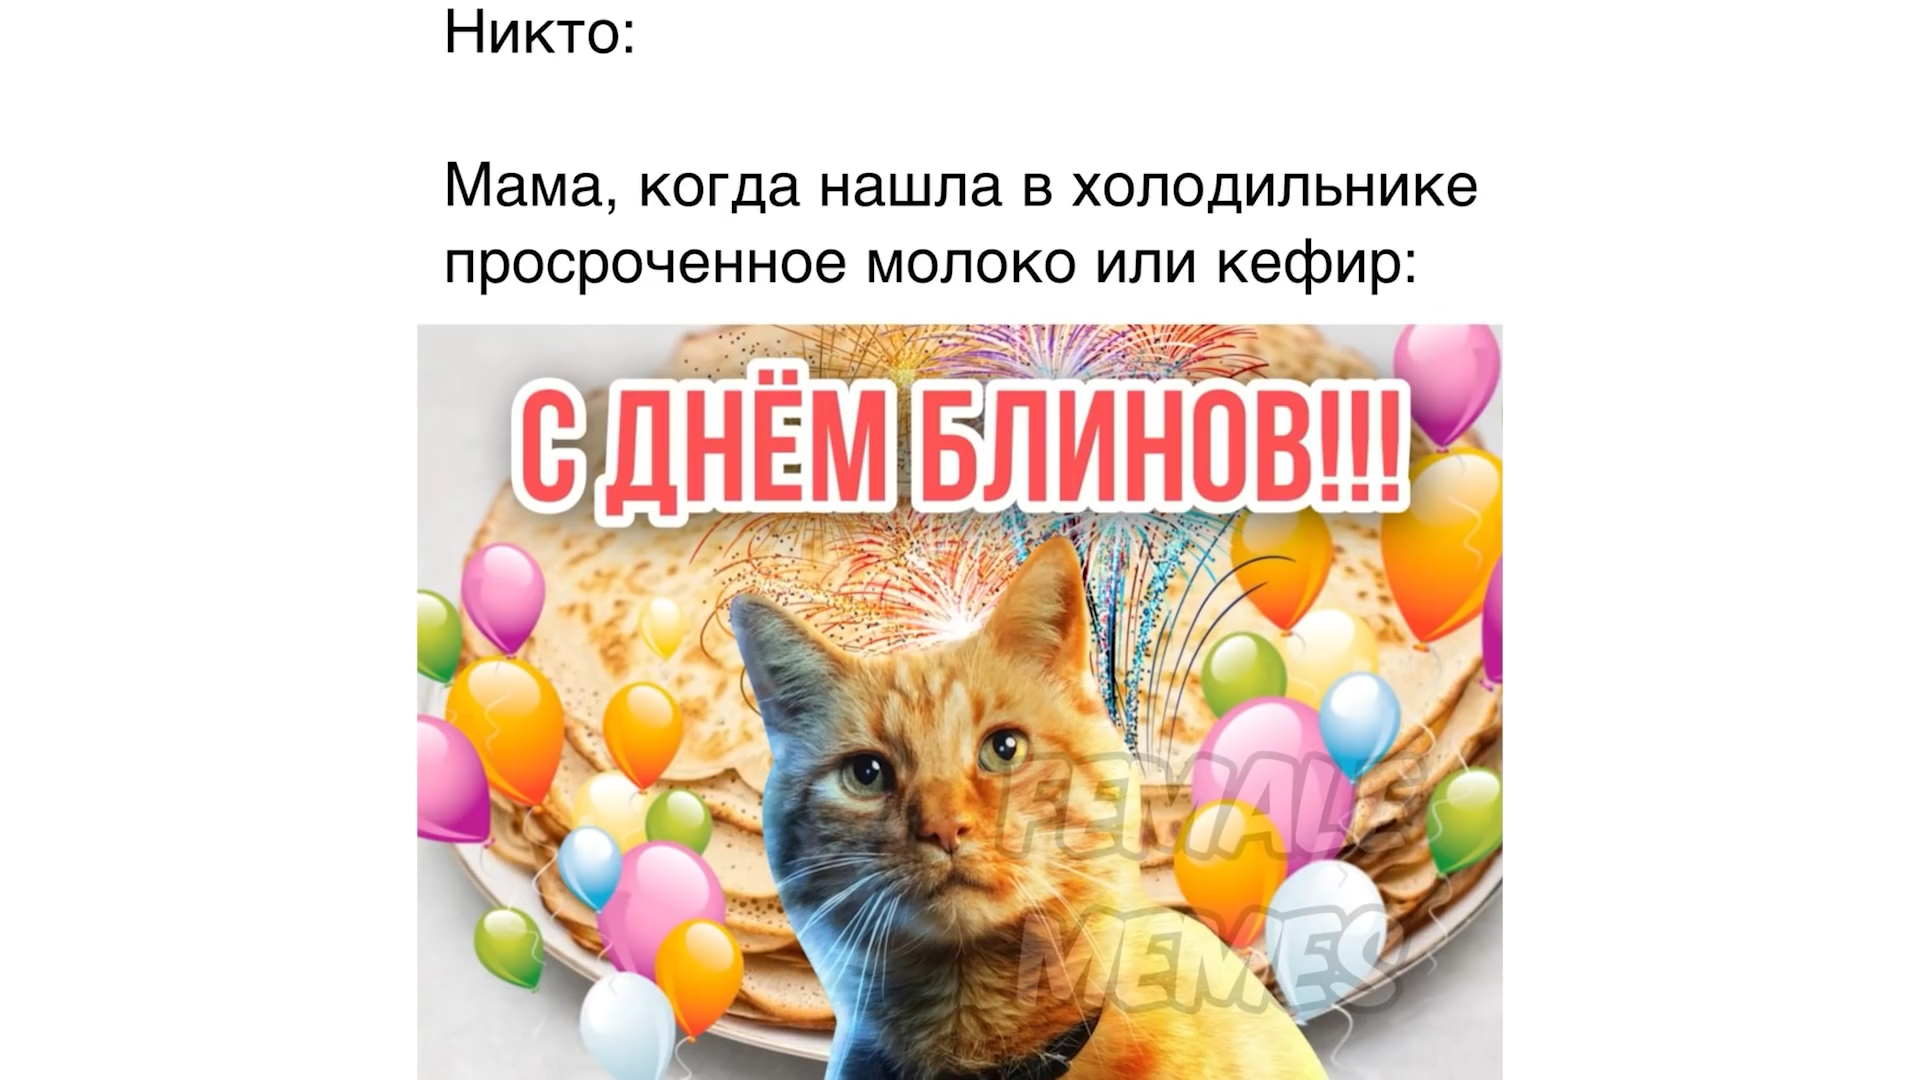 Никто:
Мама, когда нашла в холодильнике
просроченное молоко или кефир:
С ДНЁМ БЛИНОВ!!!
FEMALE
MEMES